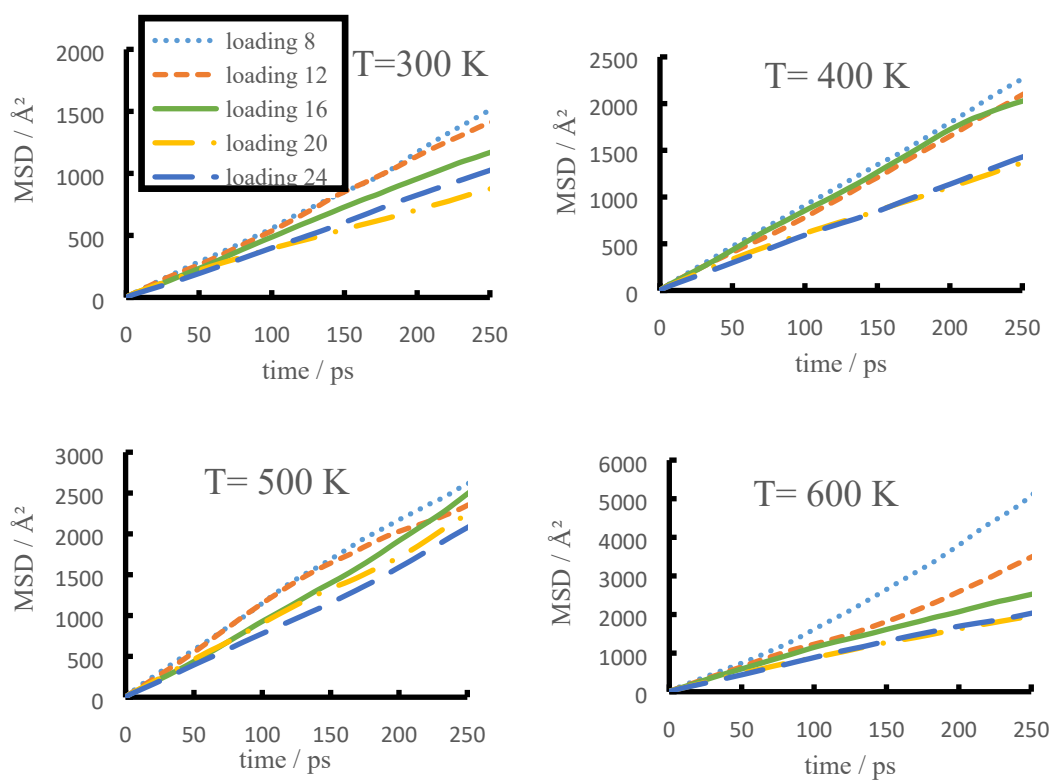 MSD / Å²
2000
1500
1000
500
0
0 50 100 150 200 250
time / ps
loading 8
loading 12
loading 16
loading 20
loading 24
T=300 K
MSD / Å²
2500
2000
1500
1000
500
0
0 50 100 150 200 250
time / ps
T= 400 K
MSD / Å²
3000
2500
2000
1500
1000
500
0
0 50 100 150 200 250
time / ps
T= 500 K
MSD / Å²
6000
5000
4000
3000
2000
1000
0
0 50 100 150 200 250
time / ps
T= 600 K